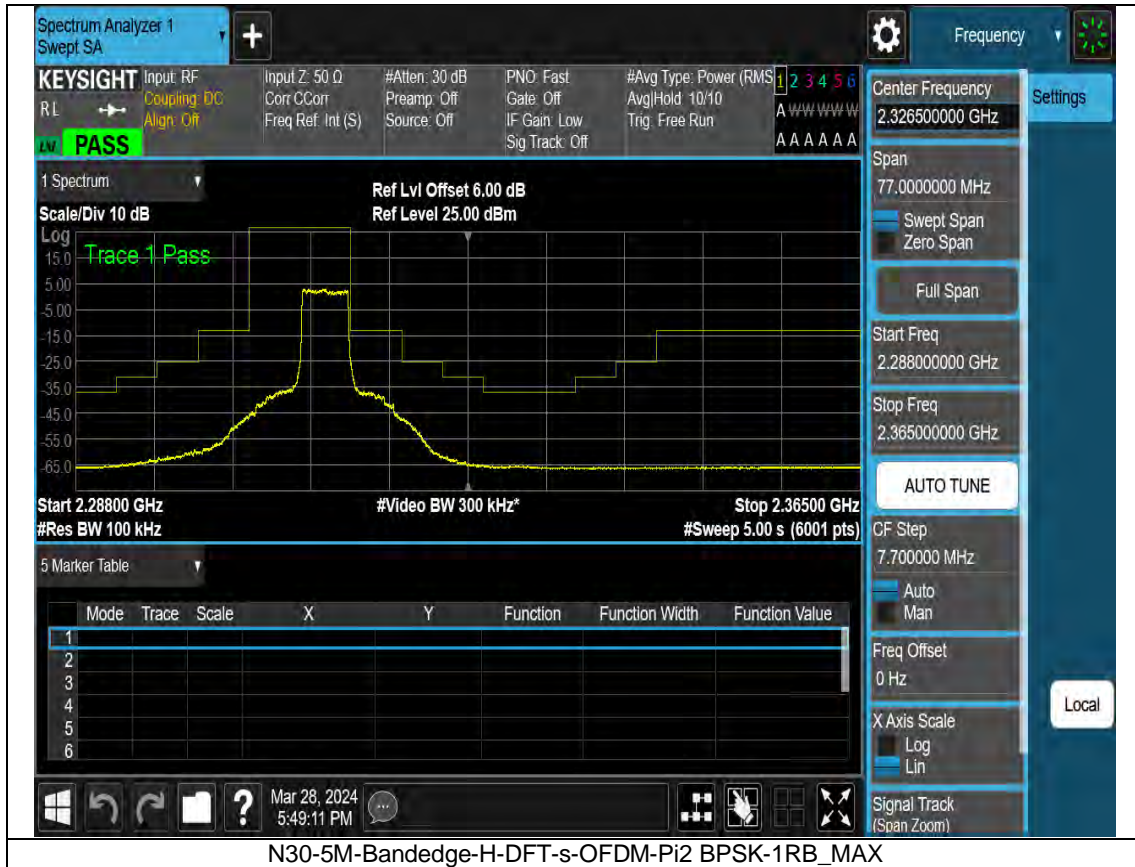 Spectrum Analyzer 1
Swept SA
Frequency
KEYSIGHT
RL
PASS
Input: RF
Coupling: DC
Align: Off
Input Z: 50 Ω
Corr CCorr
Freq Ref: Int (S)
#Atten: 30 dB
Preamp: Off
Source: Off
PNO: Fast
Gate: Off
IF Gain: Low
Sig Track: Off
#Avg Type: Power (RMS
Avg|Hold: 10/10
Trig: Free Run
1 2 3 4 5 6
A W W W W W
A A A A A A
Center Frequency
2.326500000 GHz
Settings
Span
77.0000000 MHz
Swept Span
Zero Span
Full Span
Start Freq
2.288000000 GHz
Stop Freq
2.365000000 GHz
AUTO TUNE
CF Step
7.700000 MHz
Auto
Man
Freq Offset
0 Hz
X Axis Scale
Log
Lin
Signal Track
(Span Zoom)
Local
1 Spectrum
Scale/Div 10 dB
Ref Lvl Offset 6.00 dB
Ref Level 25.00 dBm
Log
Trace 1 Pass
15.0
5.00
-5.00
-15.0
-25.0
-35.0
-45.0
-55.0
-65.0
Start 2.28800 GHz
#Video BW 300 kHz*
Stop 2.36500 GHz
#Res BW 100 kHz
#Sweep 5.00 s (6001 pts)
5 Marker Table
Mode Trace Scale X Y Function Function Width Function Value
1
2
3
4
5
6
Mar 28, 2024
5:49:11 PM
N30-5M-Bandedge-H-DFT-s-OFDM-Pi2 BPSK-1RB_MAX